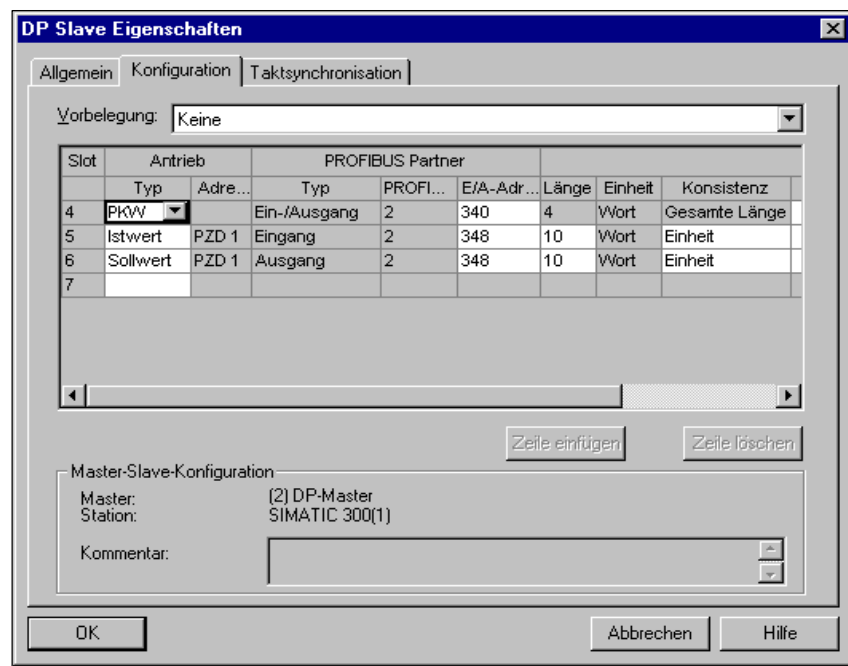 DP Slave Eigenschaften
Allgemein Konfiguration Taktsynchronisation
Vorbelegung: Keine
Slot Antrieb PROFIBUS Partner
Typ Adre... Typ PROFI... E/A-Adr... Länge Einheit Konsistenz
4 PKW Ein-/Ausgang 2 340 4 Wort Gesamte Länge
5 Istwert PZD 1 Eingang 2 348 10 Wort Einheit
6 Sollwert PZD 1 Ausgang 2 348 10 Wort Einheit
7
Zeile einfügen Zeile löschen
Master-Slave-Konfiguration
Master: (2) DP-Master
Station: SIMATIC 300(1)
Kommentar:
OK Abbrechen Hilfe